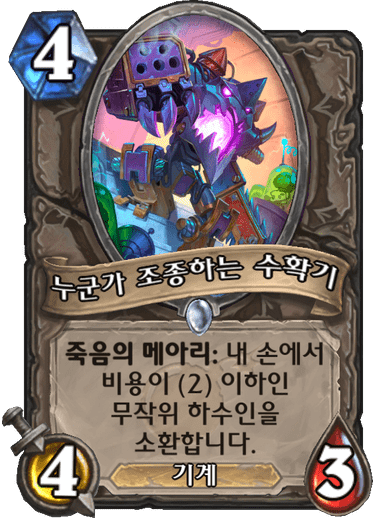 4
누군가 조종하는 수확기
죽음의 메아리: 내 손에서
비용이 (2) 이하인
무작위 하수인을
소환합니다.
4
기계
3